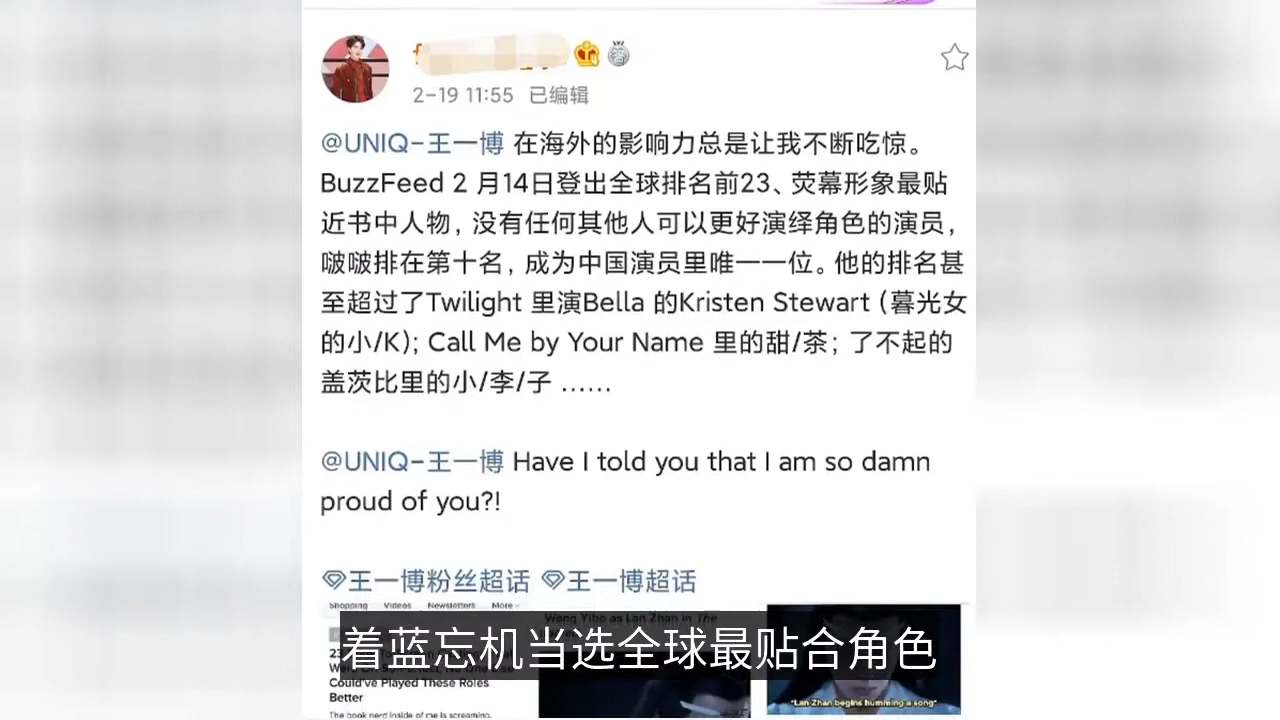 2-19 11:55 已编辑
@UNIQ-王一博 在海外的影响力总是让我不断吃惊。
BuzzFeed 2 月14日登出全球排名前23、荧幕形象最贴
近书中人物，没有任何其他人可以更好演绎角色的演员，
啵啵排在第十名，成为中国演员里唯一一位。他的排名甚
至超过了Twilight 里演Bella 的Kristen Stewart（暮光女
的小/K）；Call Me by Your Name 里的甜/茶；了不起的
盖茨比里的小/李/子 ......
@UNIQ-王一博 Have I told you that I am so damn
proud of you?!
王一博粉丝超话 王一博超话
Shopping Videos Newsletters More
Wang Yibo as Lan Zhan in The
着蓝忘机当选全球最贴合角色
Could've Played These Roles
Better
The book nerd inside of me is screaming.
*Lan Zhan begins humming a song*